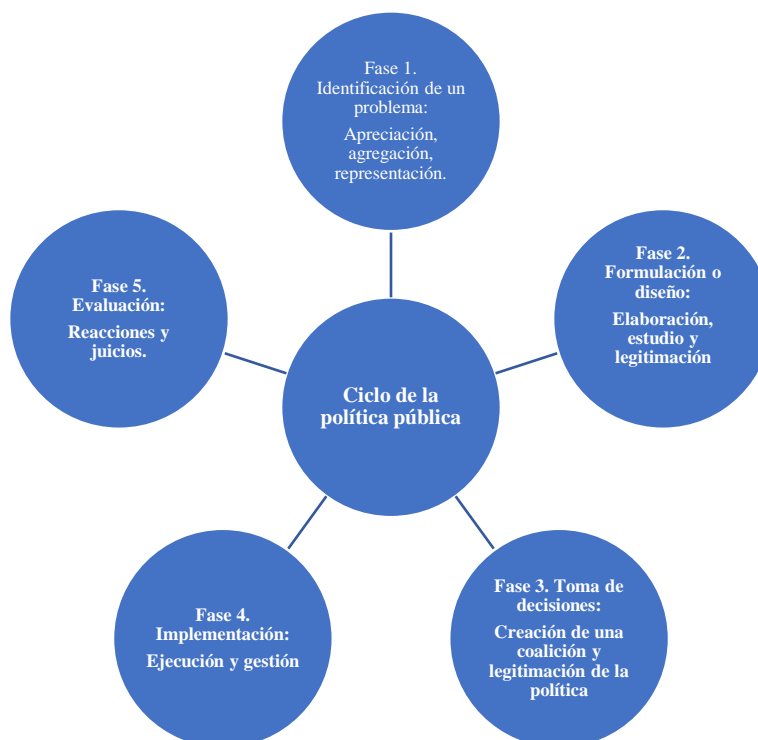 Fase 1.
Identificación de un
problema:
Apreciación,
agregación,
representación.
Fase 2.
Formulación o
diseño:
Elaboración,
estudio y
legitimación
Fase 3. Toma de
decisiones:
Creación de una
coalición y
legitimación de la
política
Fase 4.
Implementación:
Ejecución y gestión
Fase 5.
Evaluación:
Reacciones y
juicios.
Ciclo de la
política pública